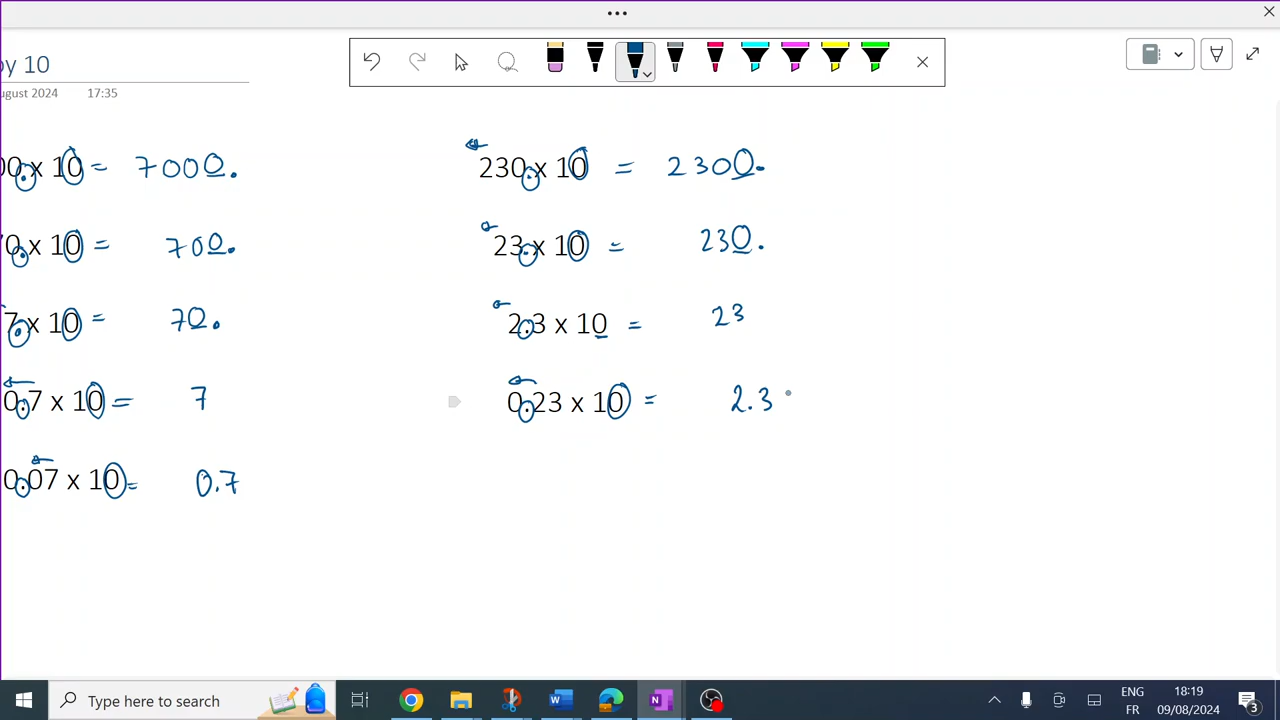 by 10
ugust 2024 17:35
00.x 10 = 7000.
230.x 10 = 2300.
70.x 10 = 700.
23.x 10 = 230.
7.x 10 = 70.
2.3 x 10 = 23
0.7 x 10 = 7
0.23 x 10 = 2.3
0.07 x 10 = 0.7
Type here to search
ENG
FR
18:19
09/08/2024
3